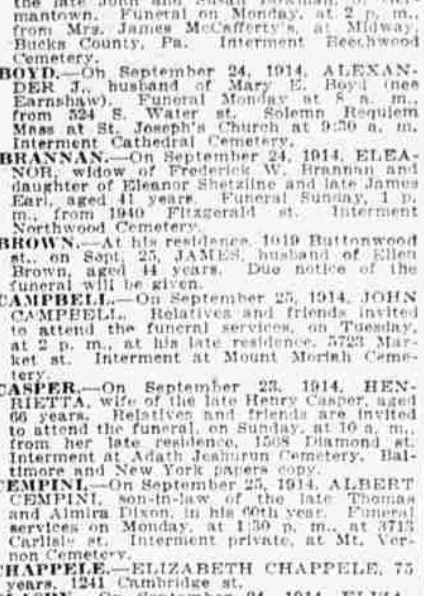 the late John and Susan Bowman, of Ger-
mantown. Funeral on Monday, at 2 p. m.,
from Mrs. James McCafferty's, at Midway,
Bucks County, Pa. Interment Beechwood
Cemetery.
BOYD.—On September 24, 1914, ALEXAN-
DER J., husband of Mary E. Boyd (nee
Earnshaw). Funeral Monday at 8 a. m.,
from 524 S. Water st. Solemn Requiem
Mass at St. Joseph's Church at 9:30 a. m.
Interment Cathedral Cemetery.
BRANNAN.—On September 24, 1914, ELEA-
NOR, widow of Frederick W. Brannan and
daughter of Eleanor Shetzline and late James
Earl, aged 41 years. Funeral Sunday, 1 p.
m., from 1940 Fitzgerald st. Interment
Northwood Cemetery.
BROWN.—At his residence, 1019 Buttonwood
st., on Sept. 25, JAMES, husband of Ellen
Brown, aged 44 years. Due notice of the
funeral will be given.
CAMPBELL.—On September 25, 1914, JOHN
CAMPBELL. Relatives and friends invited
to attend the funeral services, on Tuesday,
at 2 p. m., at his late residence, 5723 Mar-
ket st. Interment at Mount Moriah Ceme-
tery.
CASPER.—On September 23, 1914, HEN-
RIETTA, wife of the late Henry Casper, aged
66 years. Relatives and friends are invited
to attend the funeral, on Sunday, at 10 a. m.,
from her late residence, 1508 Diamond st.
Interment at Adath Jeshurun Cemetery. Bal-
timore and New York papers copy.
CEMPINI.—On September 25, 1914, ALBERT
CEMPINI, son-in-law of the late Thomas
and Almira Dixon, in his 60th year. Funeral
services on Monday, at 1:30 p. m., at 3713
Carlisle st. Interment private, at Mt. Ver-
non Cemetery.
CHAPPELE.—ELIZABETH CHAPPELE, 75
years, 1241 Cambridge st.
On September 24, 1914, ELIZA-